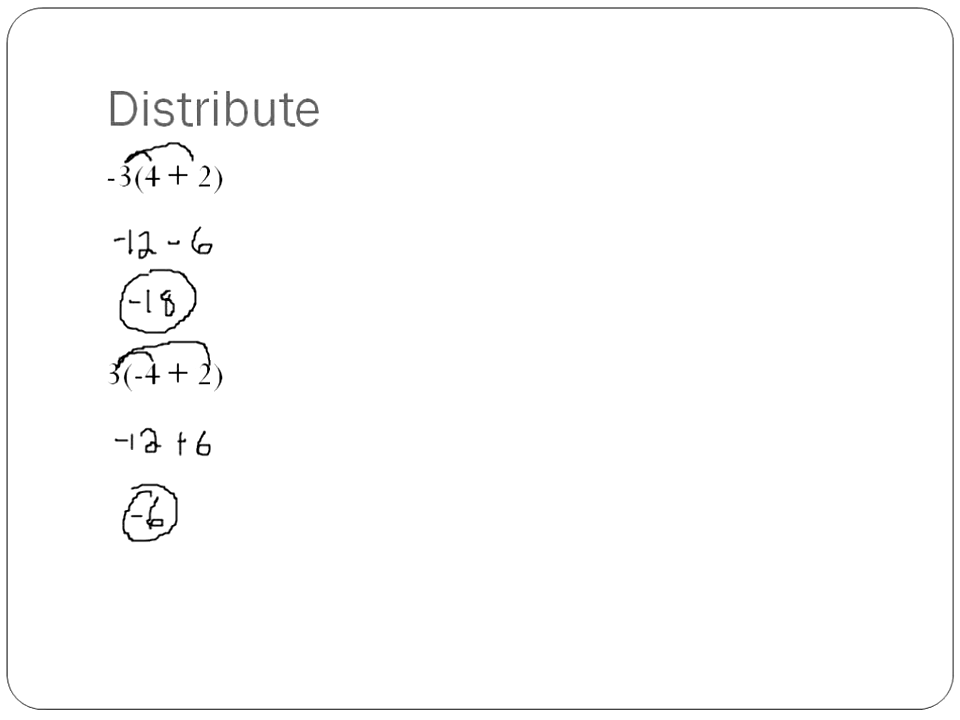 Distribute
-3(4 + 2)
-12 - 6
-18
3(-4 + 2)
-12 + 6
-6